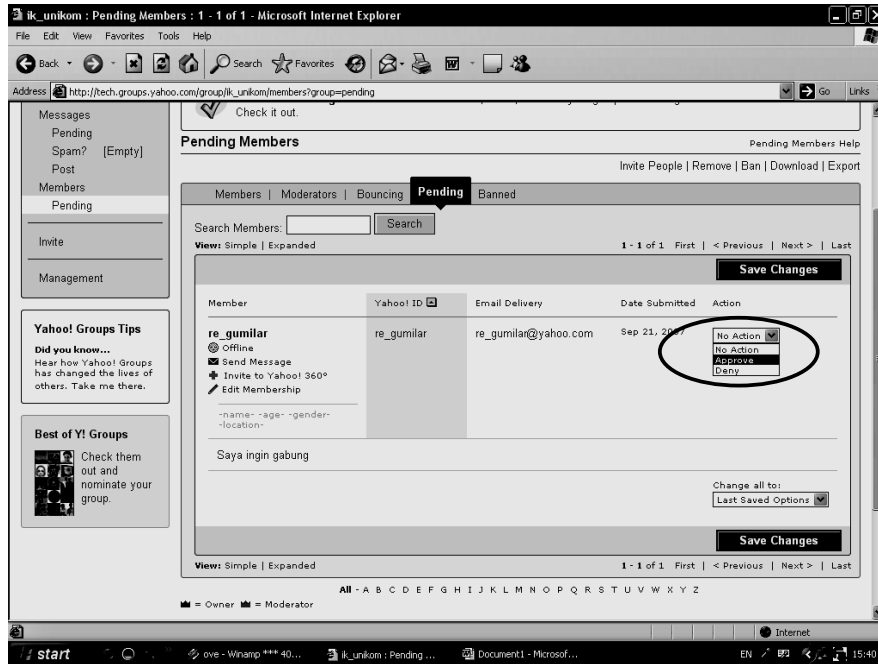 ik_unikom : Pending Members : 1 - 1 of 1 - Microsoft Internet Explorer
File Edit View Favorites Tools Help
Back Search Favorites
Address http://tech.groups.yahoo.com/group/ik_unikom/members?group=pending Go Links
Check it out.
Messages
Pending
Spam? [Empty]
Post
Members
Pending
Invite
Management
Yahoo! Groups Tips
Did you know...
Hear how Yahoo! Groups
has changed the lives of
others. Take me there.
Best of Y! Groups
Check them
out and
nominate your
group.
Pending Members
Pending Members Help
Invite People | Remove | Ban | Download | Export
Members | Moderators | Bouncing Pending Banned
Search Members: Search
View: Simple | Expanded 1 - 1 of 1 First | < Previous | Next > | Last
Save Changes
Member Yahoo! ID Email Delivery Date Submitted Action
re_gumilar re_gumilar re_gumilar@yahoo.com Sep 21, 2007 No Action
Offline
Send Message
Invite to Yahoo! 360°
Edit Membership
No Action
Approve
Deny
-name- -age- -gender-
-location-
Saya ingin gabung
Change all to:
Last Saved Options
Save Changes
View: Simple | Expanded 1 - 1 of 1 First | < Previous | Next > | Last
All - A B C D E F G H I J K L M N O P Q R S T U V W X Y Z
= Owner = Moderator
Internet
start ove - Winamp *** 40... ik_unikom : Pending ... Document1 - Microsof... EN 15:40